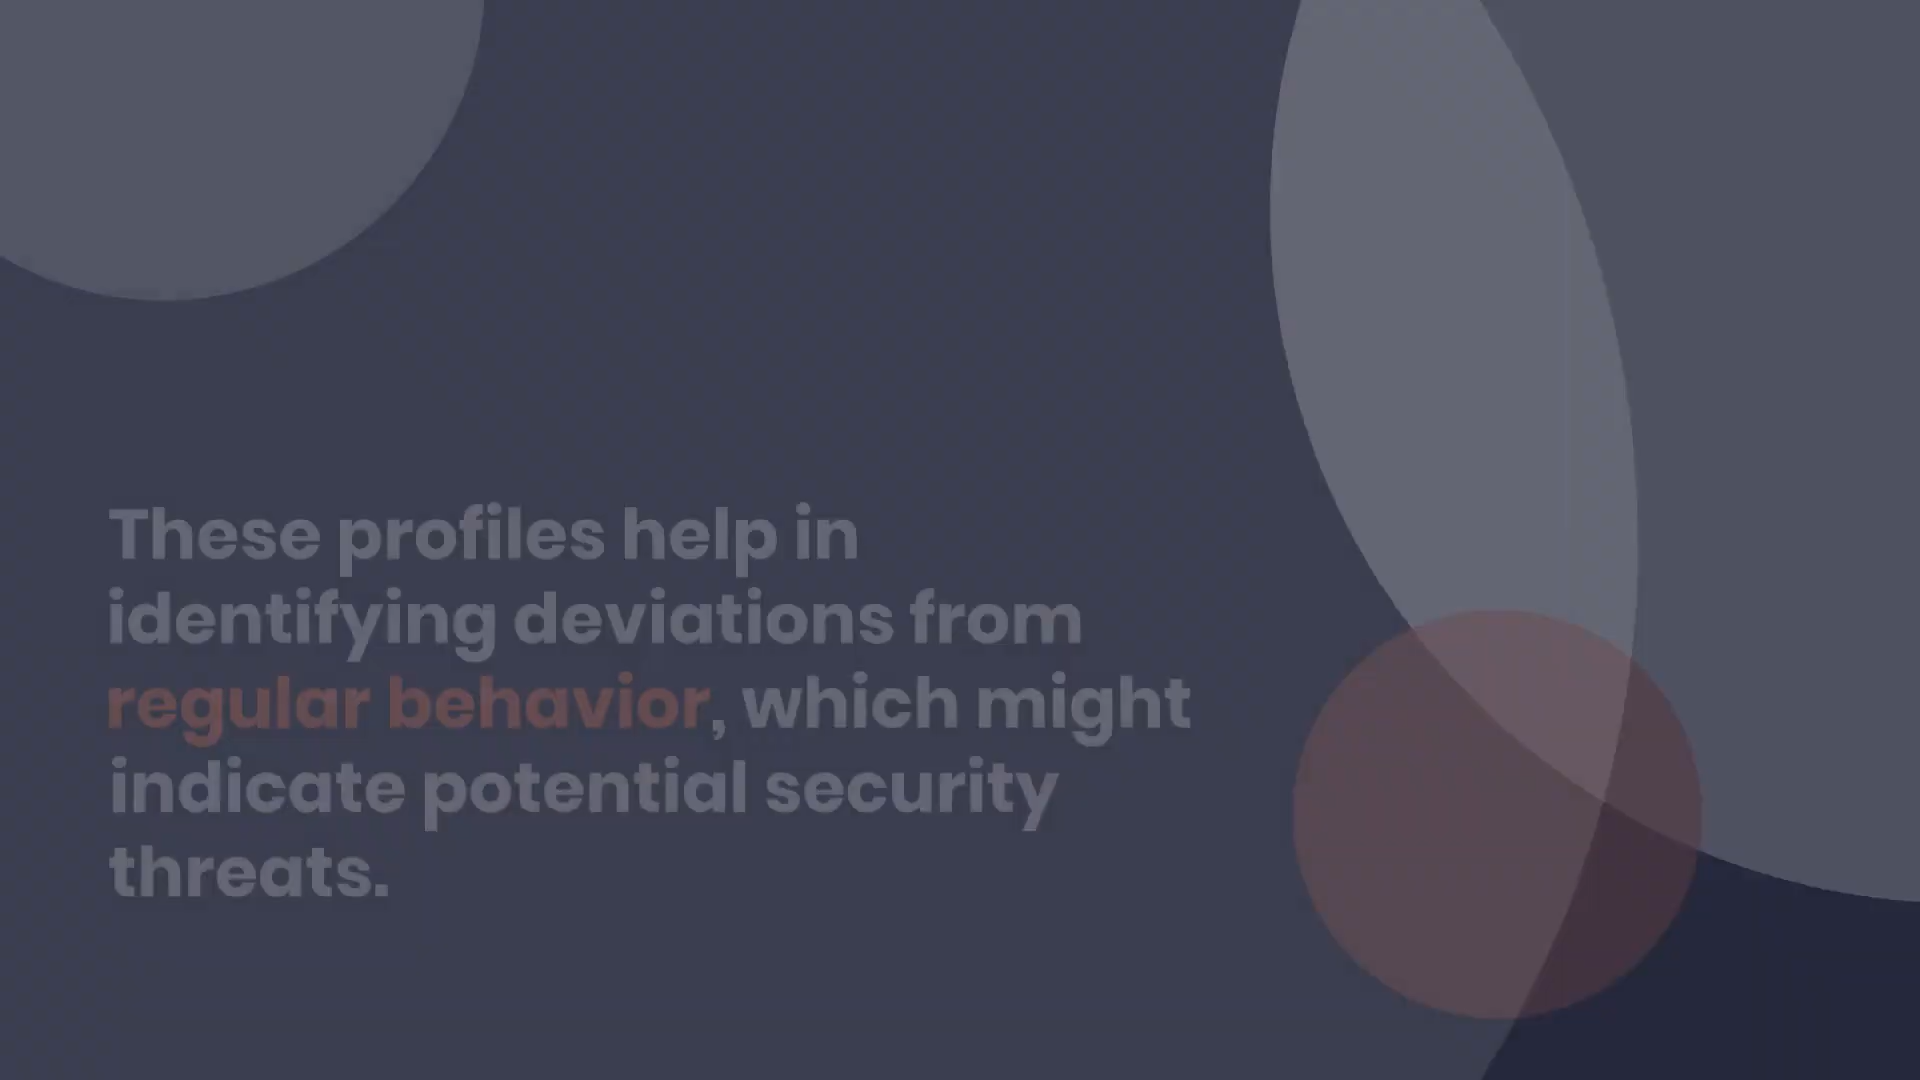 These profiles help in
identifying deviations from
regular behavior, which might
indicate potential security
threats.